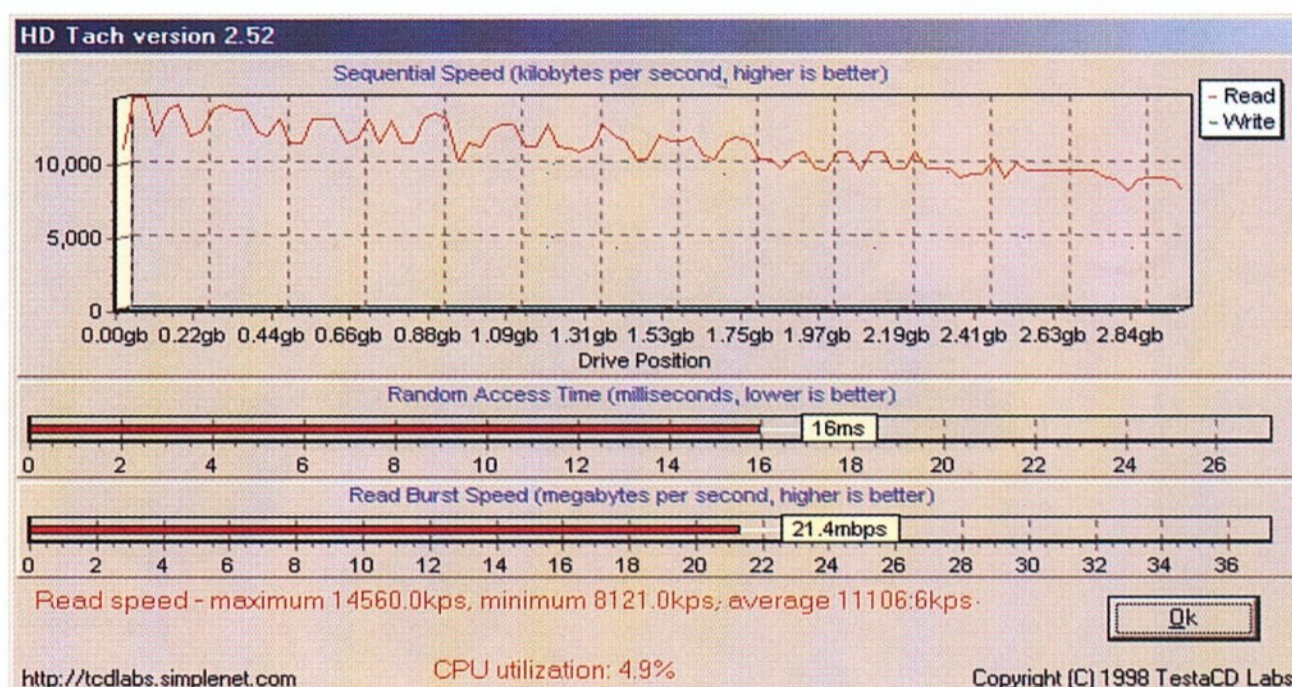 HD Tach version 2.52
Sequential Speed (kilobytes per second, higher is better)
- Read
- Write
10,000
5,000
0
0.00gb 0.22gb 0.44gb 0.66gb 0.88gb 1.09gb 1.31gb 1.53gb 1.75gb 1.97gb 2.19gb 2.41gb 2.63gb 2.84gb
Drive Position
Random Access Time (milliseconds, lower is better)
16ms
0 2 4 6 8 10 12 14 16 18 20 22 24 26
Read Burst Speed (megabytes per second, higher is better)
21.4mbps
0 2 4 6 8 10 12 14 16 18 20 22 24 26 28 30 32 34 36
Read speed - maximum 14560.0kps, minimum 8121.0kps, average 11106.6kps
Ok
CPU utilization: 4.9%
http://tcdlabs.simplenet.com
Copyright (C) 1998 TestaCD Labs